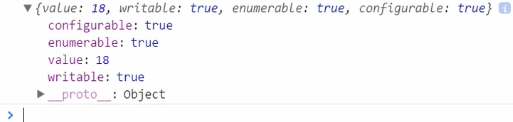 ▼{value: 18, writable: true, enumerable: true, configurable: true} i
configurable: true
enumerable: true
value: 18
writable: true
▶__proto__: Object
>